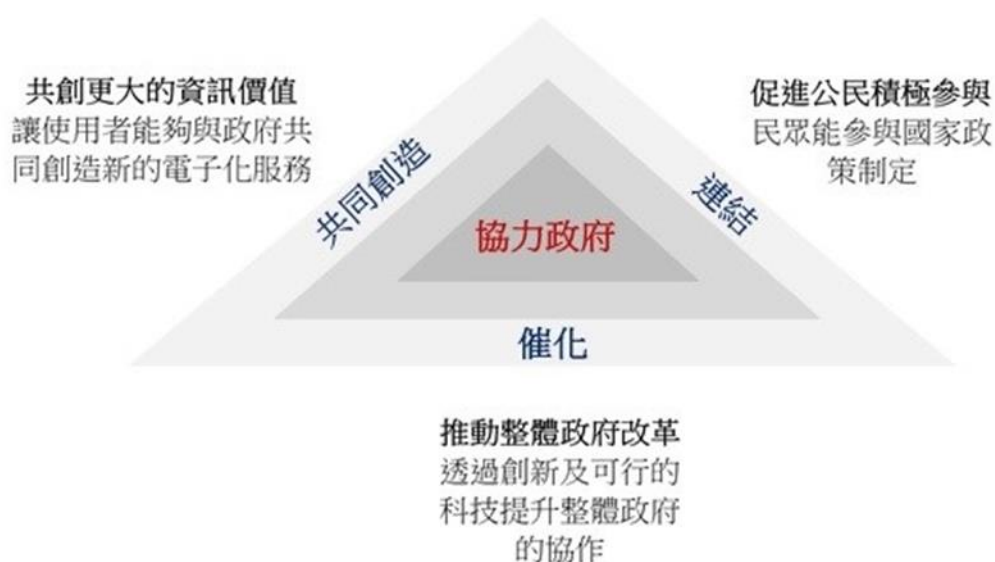 共創更大的資訊價值
讓使用者能夠與政府共
同創造新的電子化服務
促進公民積極參與
民眾能參與國家政
策制定
共同創造
連結
協力政府
催化
推動整體政府改革
透過創新及可行的
科技提升整體政府
的協作